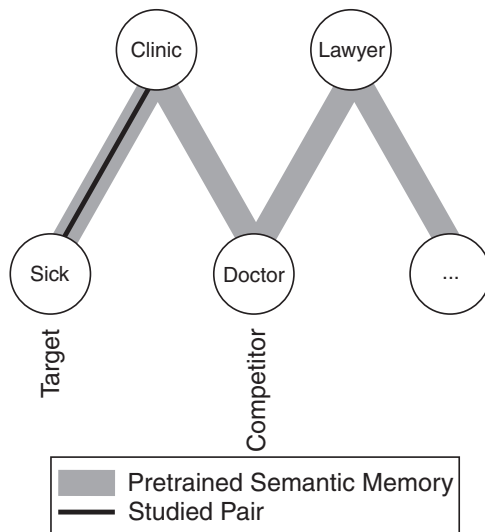 Clinic
Lawyer
Sick
Doctor
...
Target
Competitor
Pretrained Semantic Memory
Studied Pair